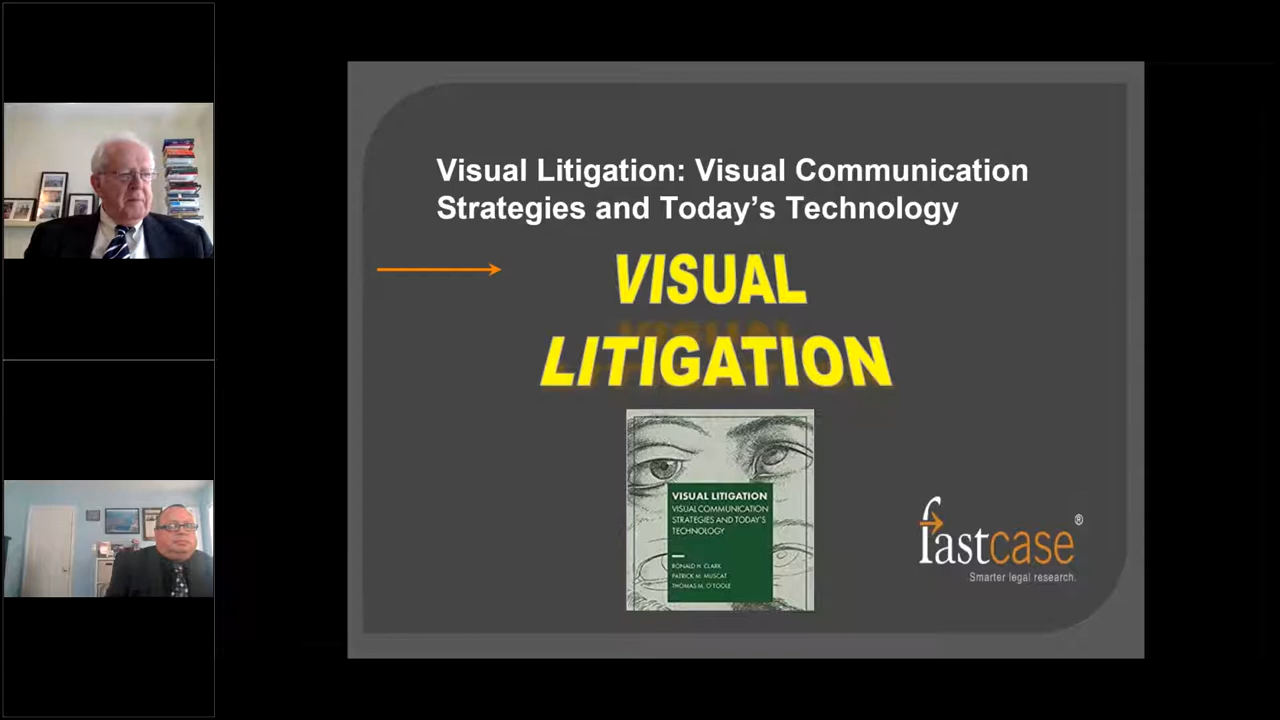 Visual Litigation: Visual Communication
Strategies and Today's Technology
VISUAL
LITIGATION
VISUAL LITIGATION
VISUAL COMMUNICATION
STRATEGIES AND TODAY'S
TECHNOLOGY
RONALD H. CLARK
PATRICK M. MUSCAT
THOMAS M. O'TOOLE
fastcase®
Smarter legal research.